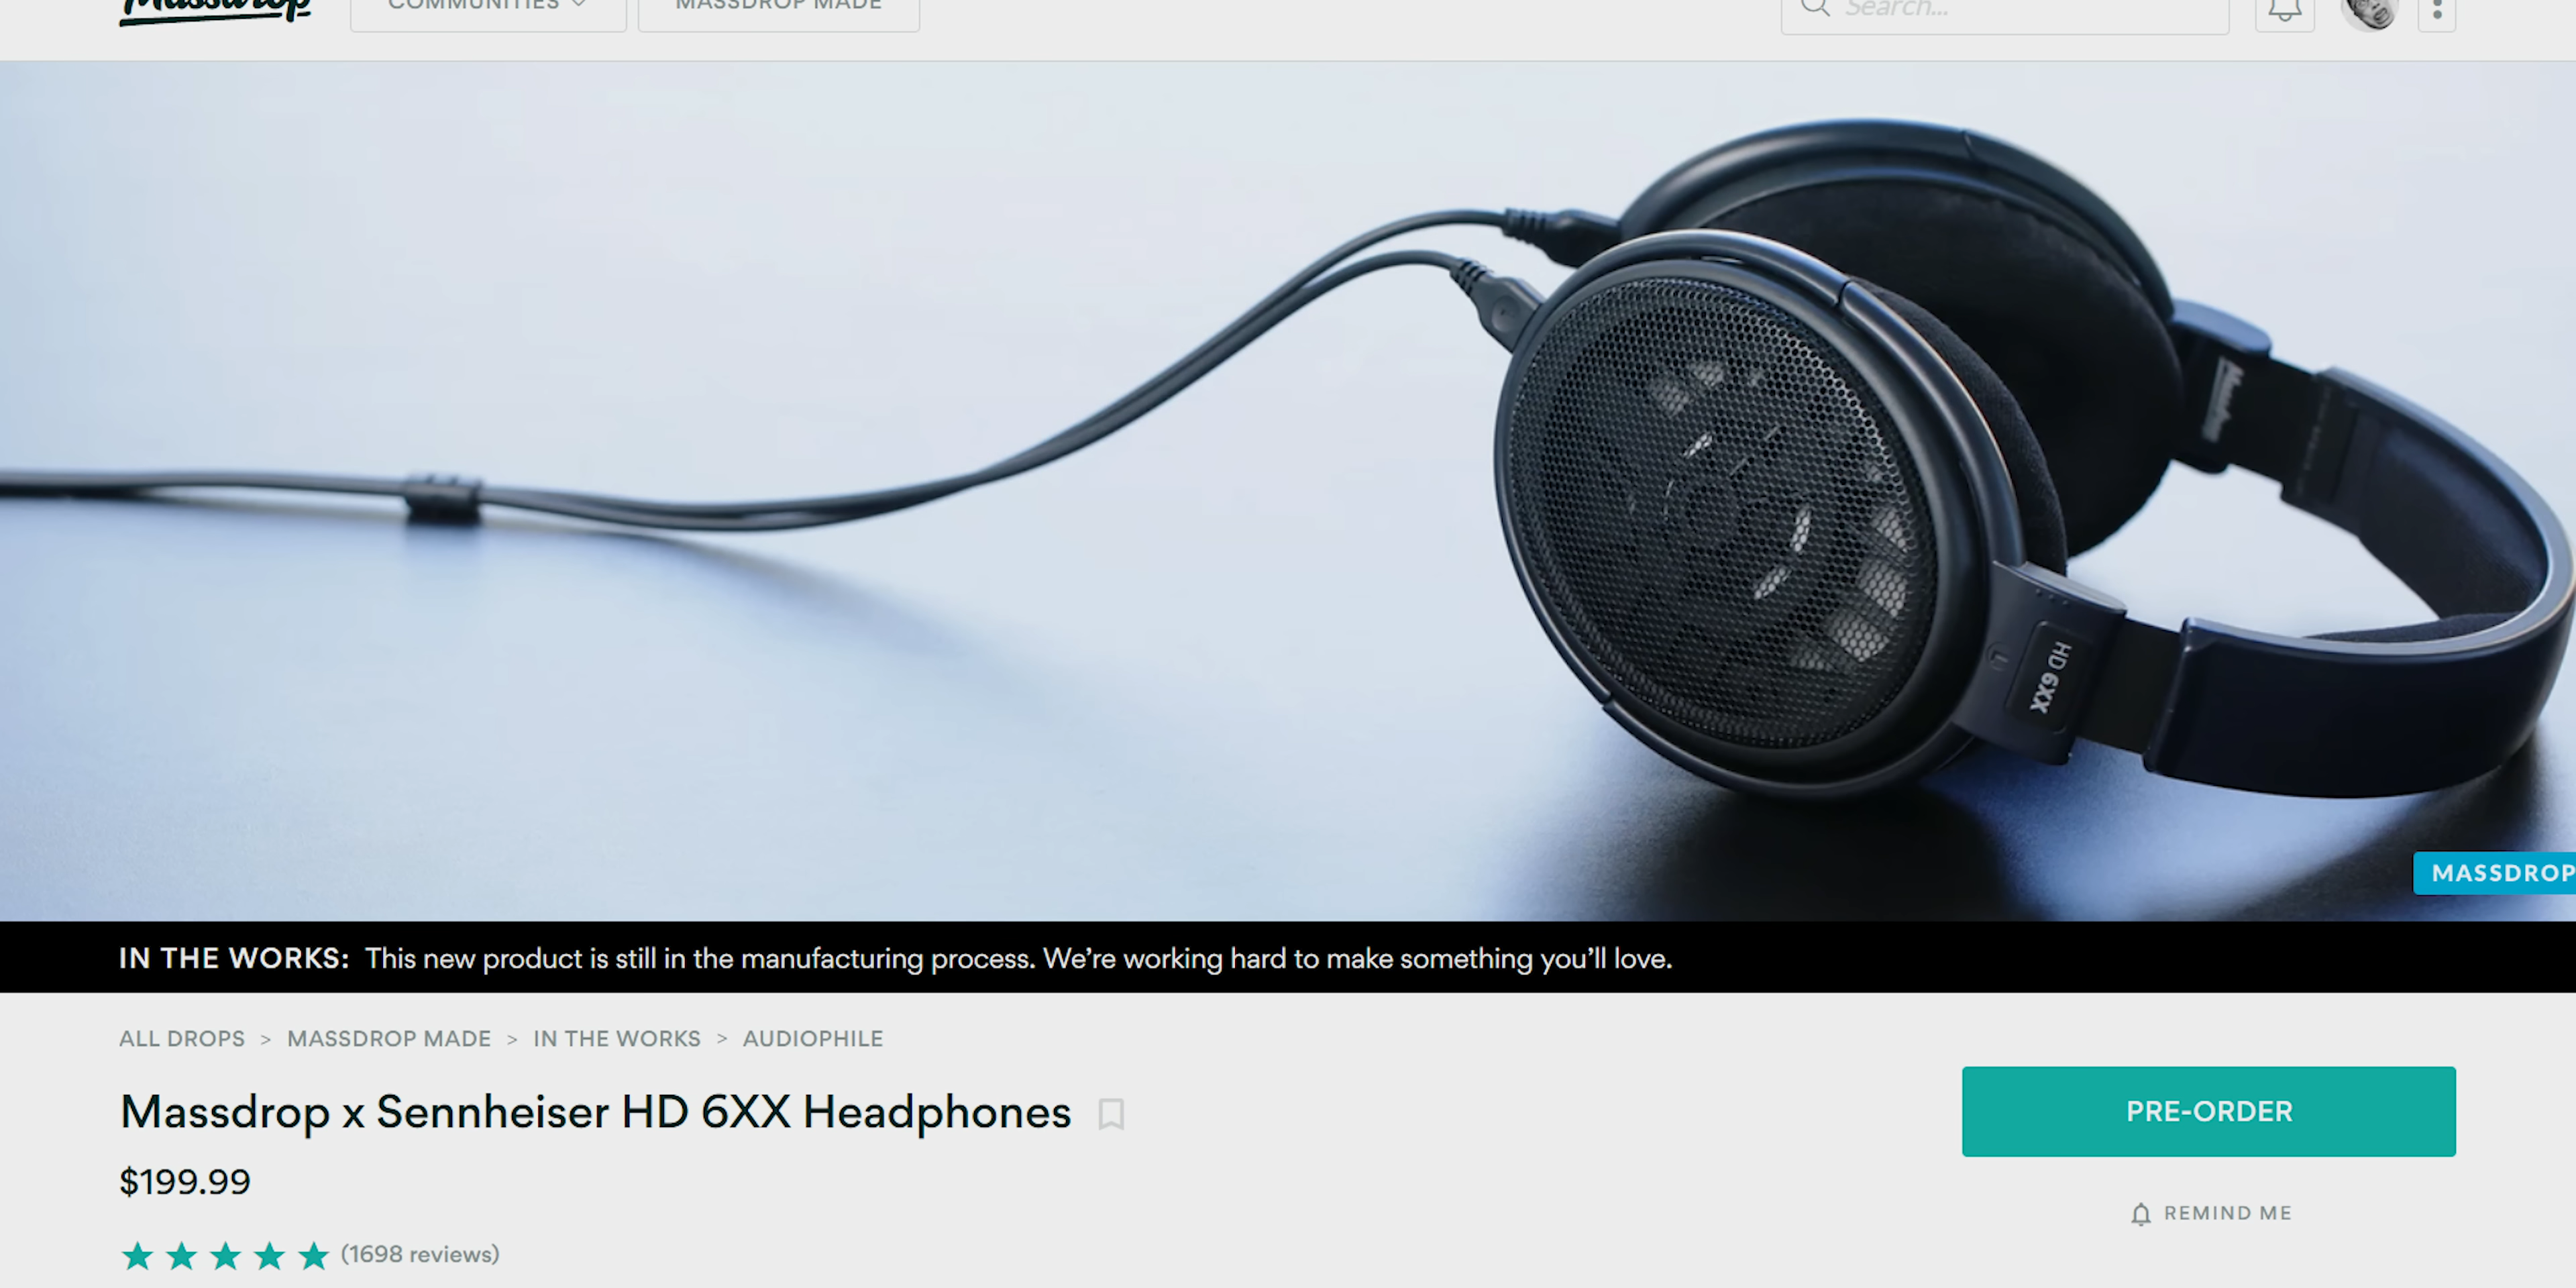 Massdrop
COMMUNITIES
MASSDROP MADE
Search...
Massdrop
HD 6XX
L
MASSDROP
IN THE WORKS: This new product is still in the manufacturing process. We’re working hard to make something you’ll love.
ALL DROPS > MASSDROP MADE > IN THE WORKS > AUDIOPHILE
Massdrop x Sennheiser HD 6XX Headphones
PRE-ORDER
$199.99
REMIND ME
(1698 reviews)